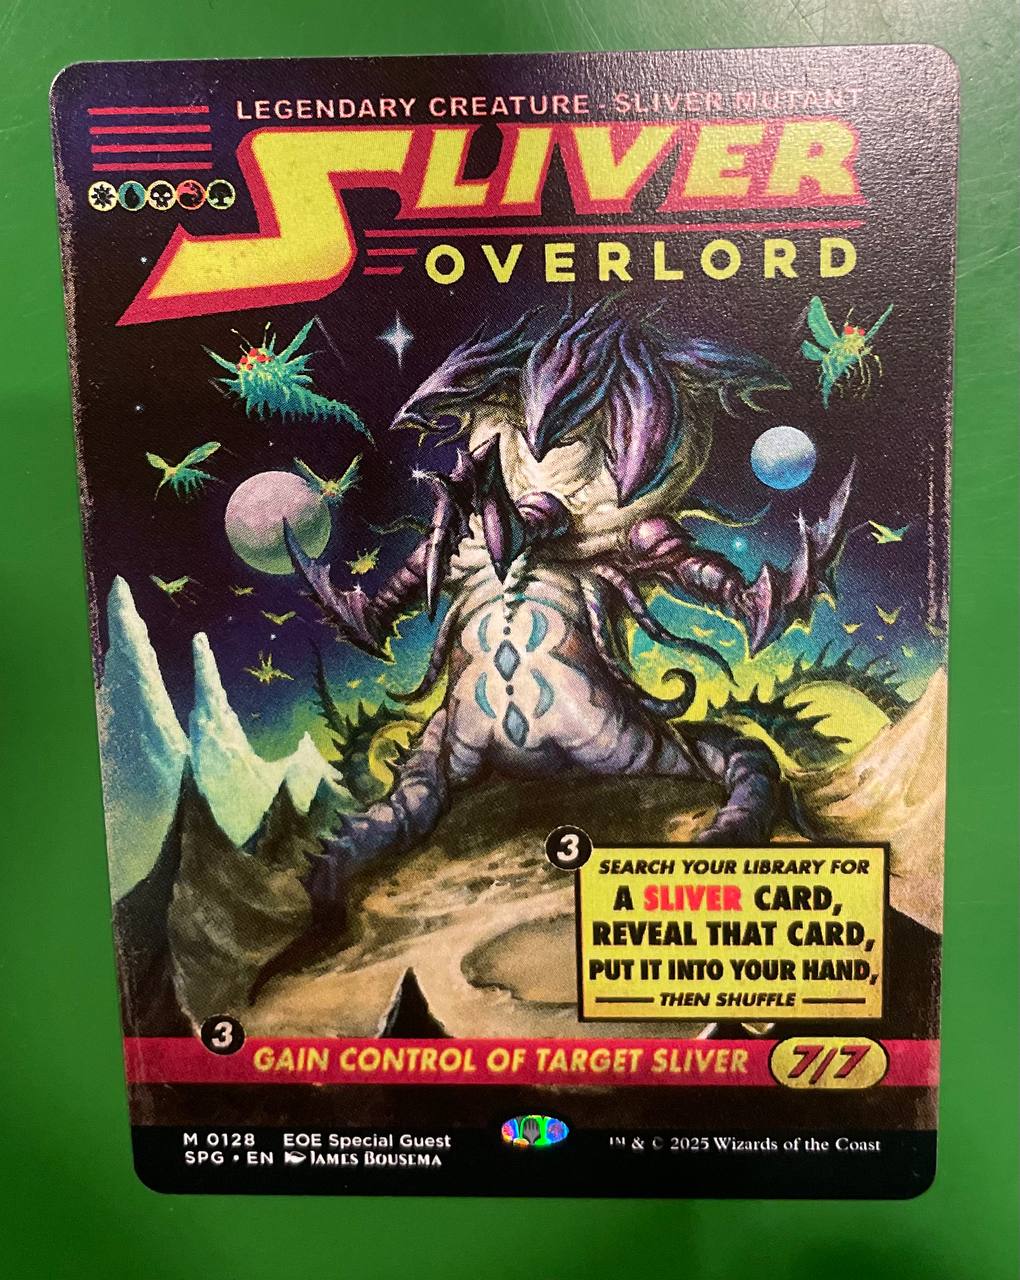 LEGENDARY CREATURE - SLIVER MUTANT
SLIVER
OVERLORD
3
SEARCH YOUR LIBRARY FOR
A SLIVER CARD,
REVEAL THAT CARD,
PUT IT INTO YOUR HAND,
THEN SHUFFLE
3
GAIN CONTROL OF TARGET SLIVER
7/7
M 0128 EOE Special Guest
SPG • EN JAMES BOUSEMA
™ & © 2025 Wizards of the Coast